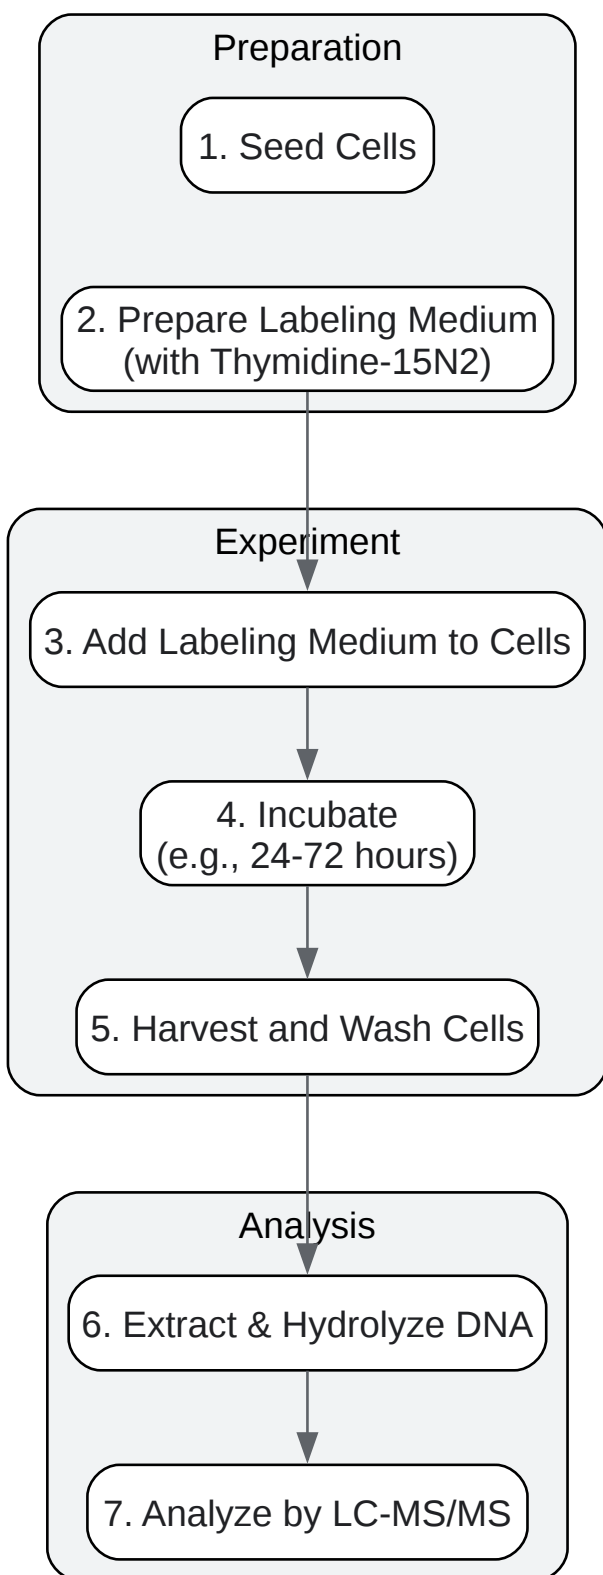 Preparation
1. Seed Cells
2. Prepare Labeling Medium
(with Thymidine-15N2)
Experiment
3. Add Labeling Medium to Cells
4. Incubate
(e.g., 24-72 hours)
5. Harvest and Wash Cells
Analysis
6. Extract & Hydrolyze DNA
7. Analyze by LC-MS/MS